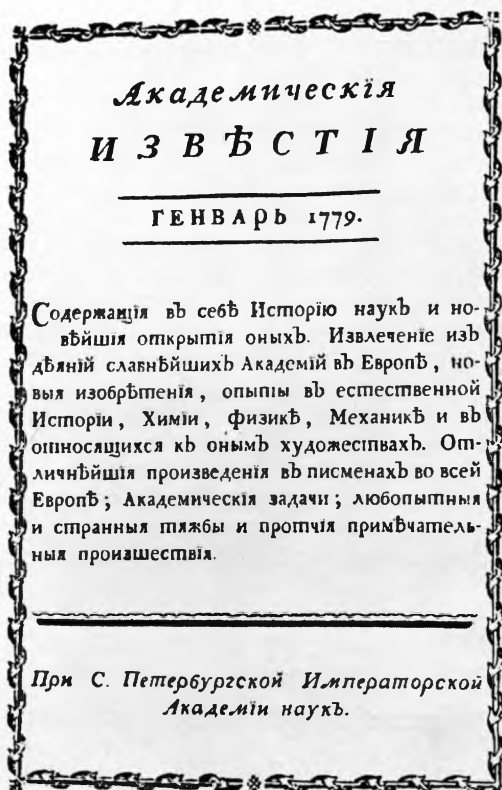 Академическія
ИЗВѢСТІЯ
ГЕНВАРЬ 1779.
Содержащія въ себѣ Исторію наукъ и но-
вѣйшія открытія оныхъ. Извлеченіе изъ
дѣяній славнѣйшихъ Академій въ Европѣ, но-
выя изобрѣтенія, опыты въ естественной
Исторіи, Химіи, физикѣ, Механикѣ и въ
относящихся къ онымъ художествахъ. От-
личнѣйшія произведенія въ писменахъ во всей
Европѣ; Академическія задачи; любопытныя
и странныя тяжбы и протчія примѣчатель-
ныя произшествія.
При С. Петербургской Императорской
Академіи наукъ.